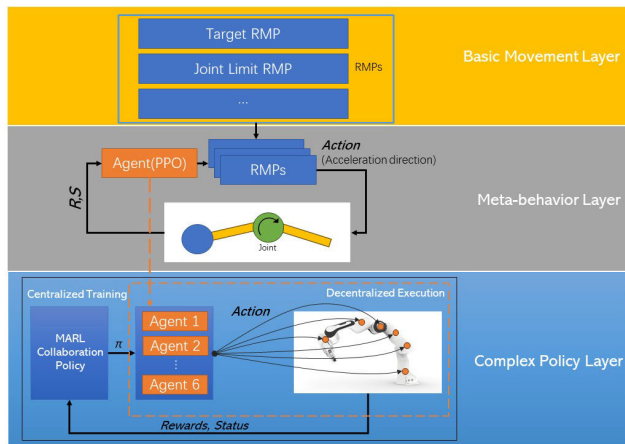 Target RMP
Joint Limit RMP
...
RMPs
Basic Movement Layer
Action
(Acceleration direction)
Agent(PPO)
RMPs
R,S
Joint
Meta-behavior Layer
Centralized Training
Decentralized Execution
MARL
Collaboration
Policy
π
Agent 1
Agent 2
⋮
Agent 6
Action
Complex Policy Layer
Rewards, Status